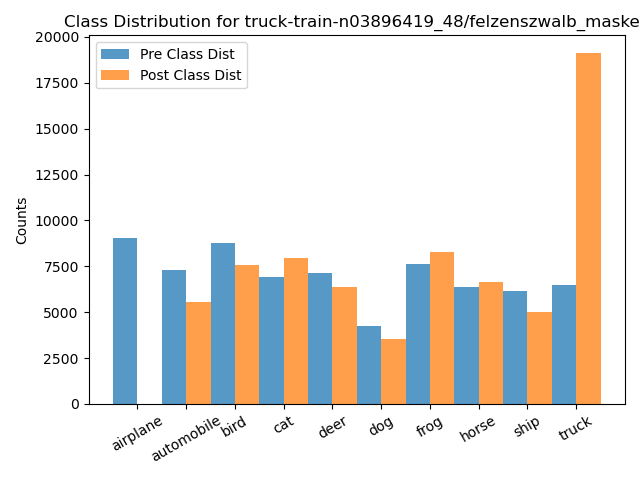 Class Distribution for truck-train-n03896419_48/felzenszwalb_maske
20000
17500
15000
12500
10000
7500
5000
2500
0
Counts
Pre Class Dist
Post Class Dist
airplane
automobile
bird
cat
deer
dog
frog
horse
ship
truck